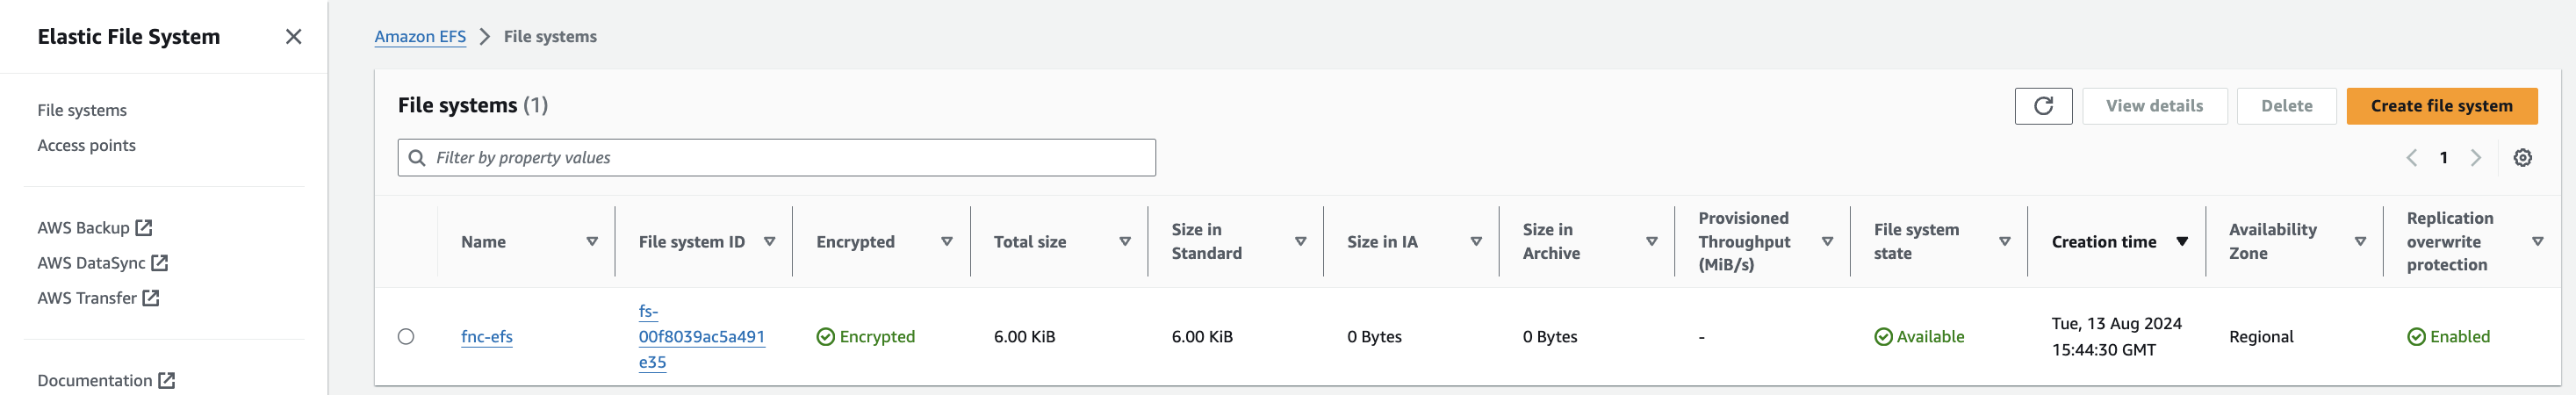 Elastic File System
File systems
Access points
AWS Backup
AWS DataSync
AWS Transfer
Documentation
Amazon EFS
File systems
File systems (1)
View details
Delete
Create file system
Filter by property values
1
Name
File system ID
Encrypted
Total size
Size in
Standard
Size in IA
Size in
Archive
Provisioned
Throughput
(MiB/s)
File system
state
Creation time
Availability
Zone
Replication
overwrite
protection
fnc-efs
fs-
00f8039ac5a491
e35
Encrypted
6.00 KiB
6.00 KiB
0 Bytes
0 Bytes
-
Available
Tue, 13 Aug 2024
15:44:30 GMT
Regional
Enabled